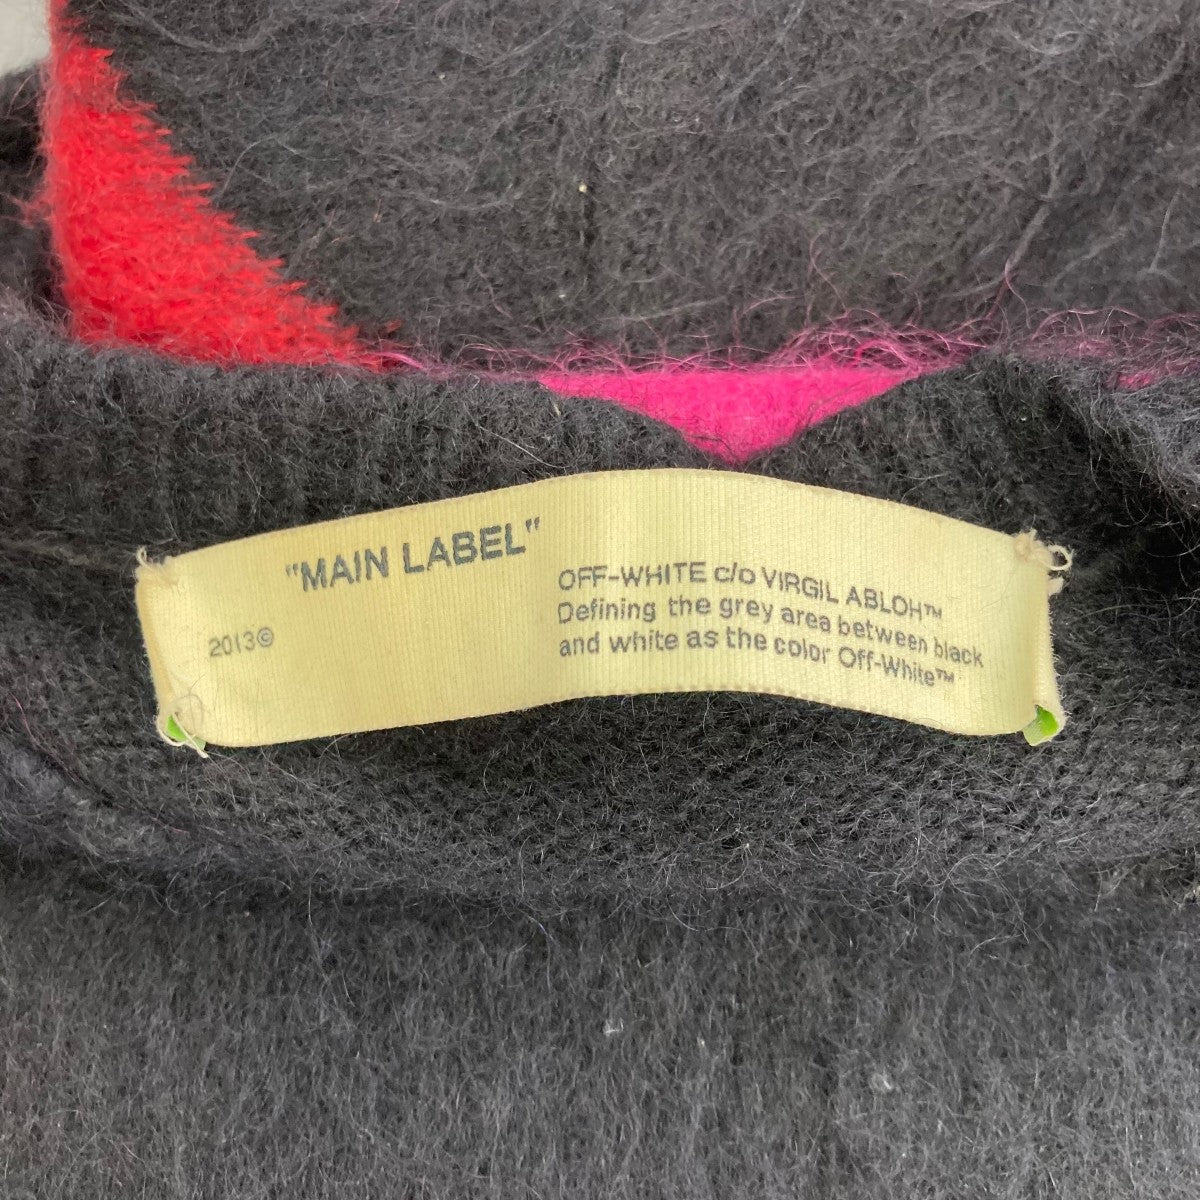 "MAIN LABEL"
2013©
OFF-WHITE c/o VIRGIL ABLOH™
Defining the grey area between black
and white as the color Off-White™